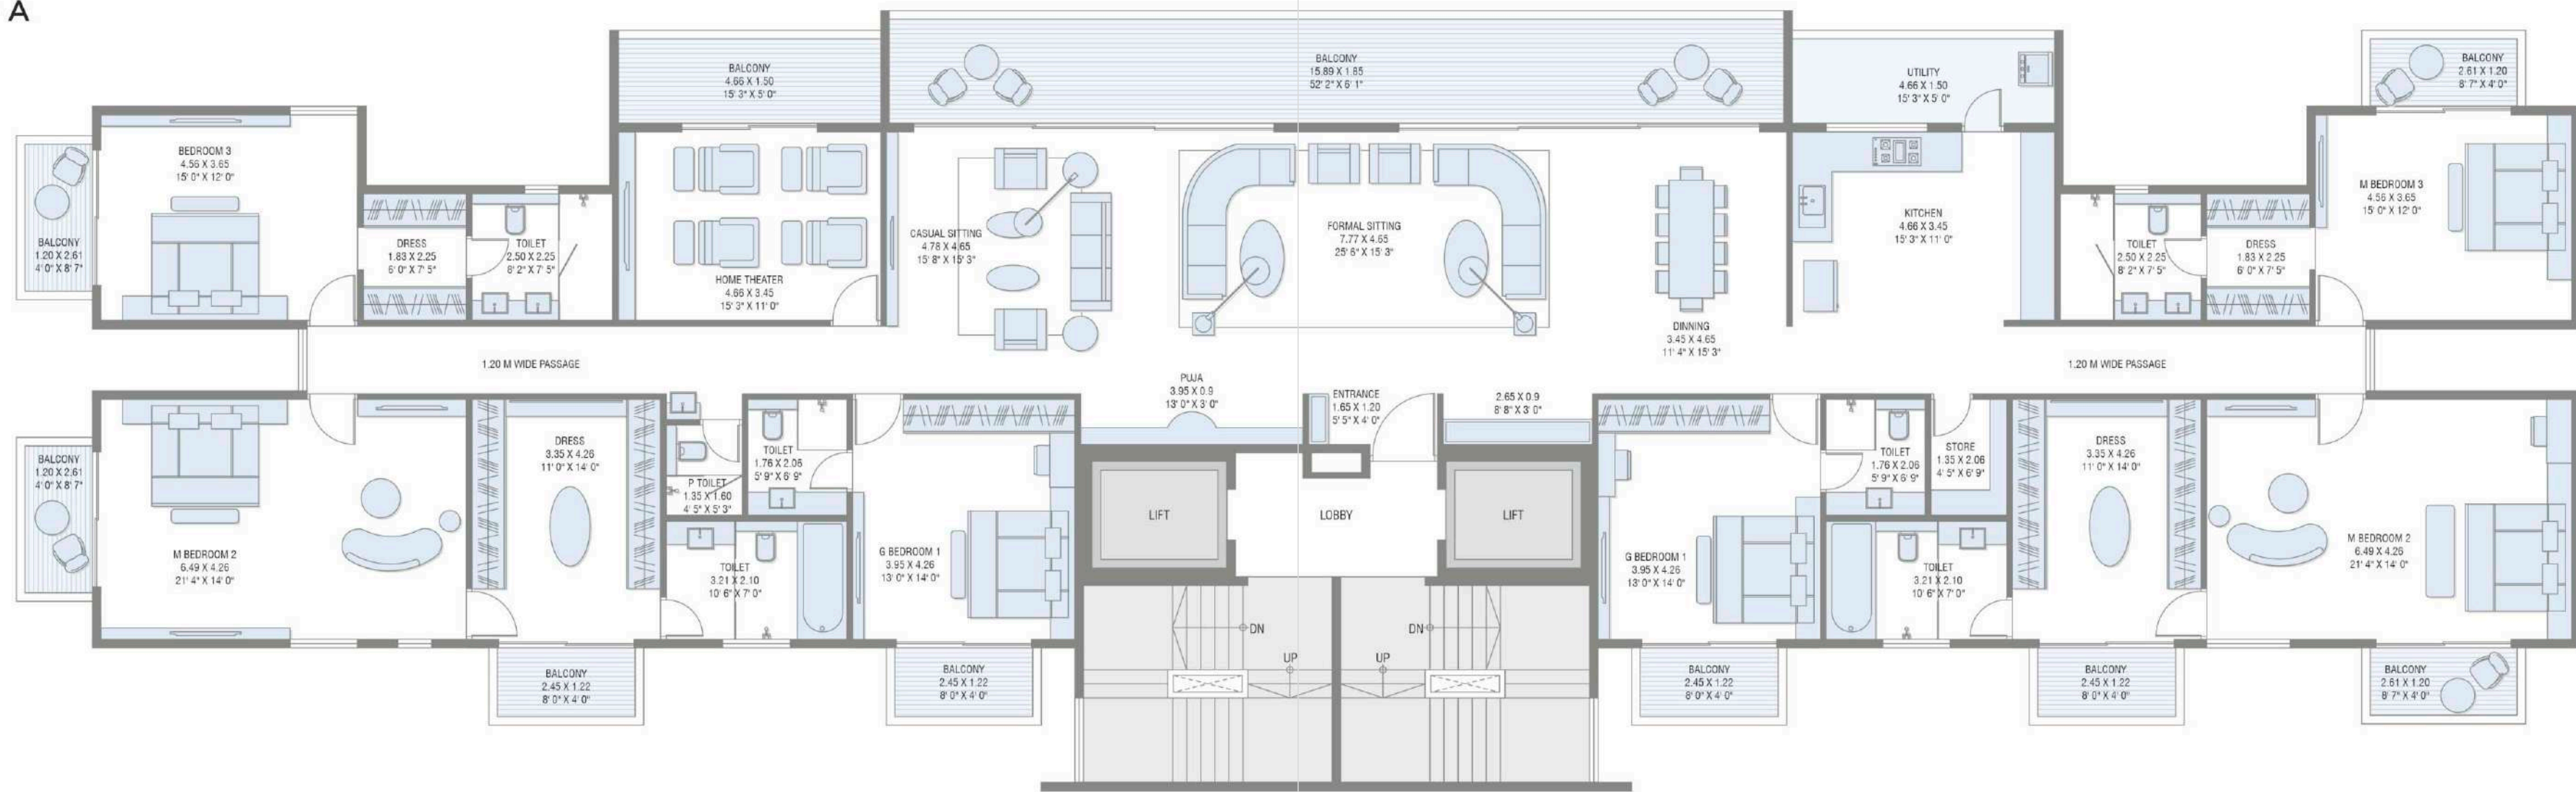 A
BALCONY
4.66 X 1.50
15' 3" X 5' 0"
BALCONY
15.89 X 1.85
52' 2" X 6' 1"
UTILITY
4.66 X 1.50
15' 3" X 5' 0"
BALCONY
2.61 X 1.20
8' 7" X 4' 0"
BEDROOM 3
4.56 X 3.65
15' 0" X 12' 0"
BALCONY
1.20 X 2.61
4' 0" X 8' 7"
DRESS
1.83 X 2.25
6' 0" X 7' 5"
TOILET
2.50 X 2.25
8' 2" X 7' 5"
HOME THEATER
4.66 X 3.45
15' 3" X 11' 0"
CASUAL SITTING
4.78 X 4.65
15' 8" X 15' 3"
FORMAL SITTING
7.77 X 4.65
25' 6" X 15' 3"
DINNING
3.45 X 4.65
11' 4" X 15' 3"
KITCHEN
4.66 X 3.45
15' 3" X 11' 0"
TOILET
2.50 X 2.25
8' 2" X 7' 5"
DRESS
1.83 X 2.25
6' 0" X 7' 5"
M BEDROOM 3
4.56 X 3.65
15' 0" X 12' 0"
1.20 M WIDE PASSAGE
1.20 M WIDE PASSAGE
PUJA
3.95 X 0.9
13' 0" X 3' 0"
ENTRANCE
1.65 X 1.20
5' 5" X 4' 0"
2.65 X 0.9
8' 8" X 3' 0"
BALCONY
1.20 X 2.61
4' 0" X 8' 7"
M BEDROOM 2
6.49 X 4.26
21' 4" X 14' 0"
DRESS
3.35 X 4.26
11' 0" X 14' 0"
P TOILET
1.35 X 1.60
4' 5" X 5' 3"
TOILET
1.76 X 2.06
5' 9" X 6' 9"
TOILET
3.21 X 2.10
10' 6" X 7' 0"
G BEDROOM 1
3.95 X 4.26
13' 0" X 14' 0"
LIFT
LOBBY
LIFT
G BEDROOM 1
3.95 X 4.26
13' 0" X 14' 0"
TOILET
1.76 X 2.06
5' 9" X 6' 9"
STORE
1.35 X 2.06
4' 5" X 6' 9"
TOILET
3.21 X 2.10
10' 6" X 7' 0"
DRESS
3.35 X 4.26
11' 0" X 14' 0"
M BEDROOM 2
6.49 X 4.26
21' 4" X 14' 0"
DN
DN
UP
UP
BALCONY
2.45 X 1.22
8' 0" X 4' 0"
BALCONY
2.45 X 1.22
8' 0" X 4' 0"
BALCONY
2.45 X 1.22
8' 0" X 4' 0"
BALCONY
2.45 X 1.22
8' 0" X 4' 0"
BALCONY
2.61 X 1.20
8' 7" X 4' 0"